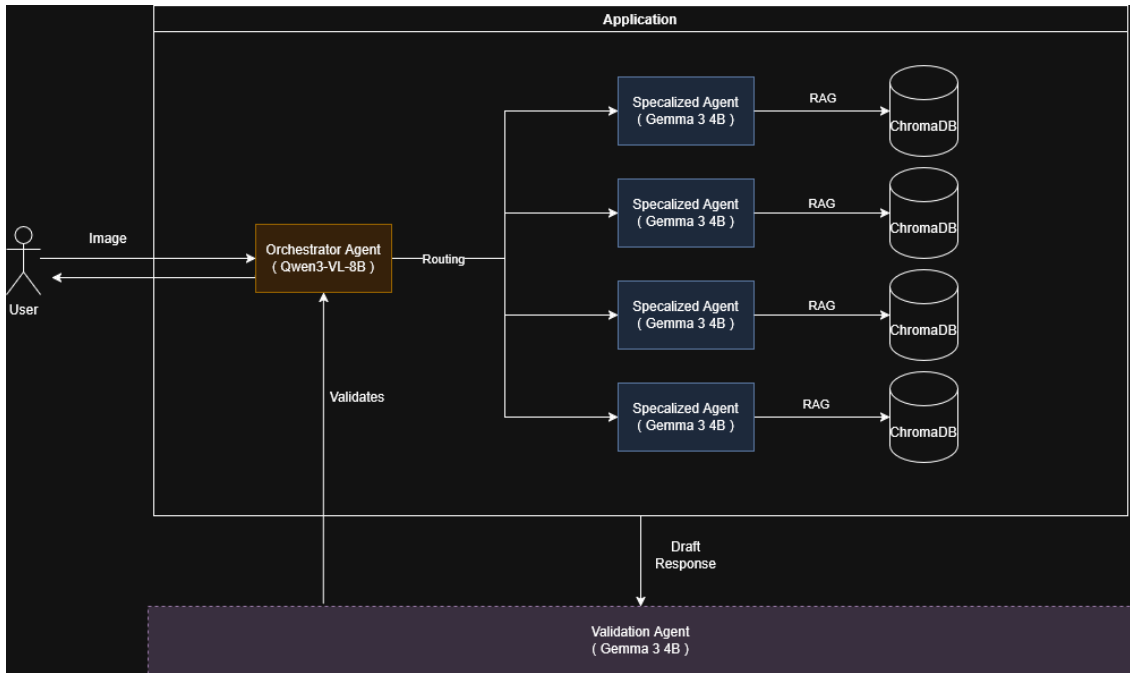 Application
Specalized Agent
( Gemma 3 4B )
RAG
ChromaDB
Specalized Agent
( Gemma 3 4B )
RAG
ChromaDB
Image
Orchestrator Agent
( Qwen3-VL-8B )
Routing
User
Specalized Agent
( Gemma 3 4B )
RAG
ChromaDB
Validates
Specalized Agent
( Gemma 3 4B )
RAG
ChromaDB
Draft
Response
Validation Agent
( Gemma 3 4B )